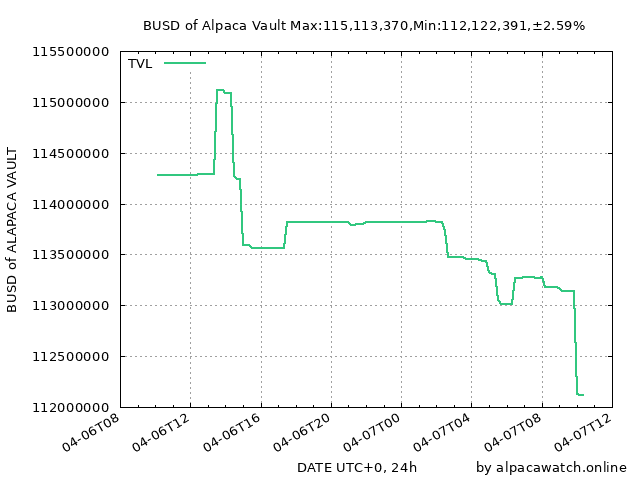 BUSD of Alpaca Vault Max:115,113,370,Min:112,122,391,±2.59%
TVL
115500000
115000000
114500000
114000000
113500000
113000000
112500000
112000000
BUSD of ALAPACA VAULT
04-06T08
04-06T12
04-06T16
04-06T20
04-07T00
04-07T04
04-07T08
04-07T12
DATE UTC+0, 24h
by alpacawatch.online